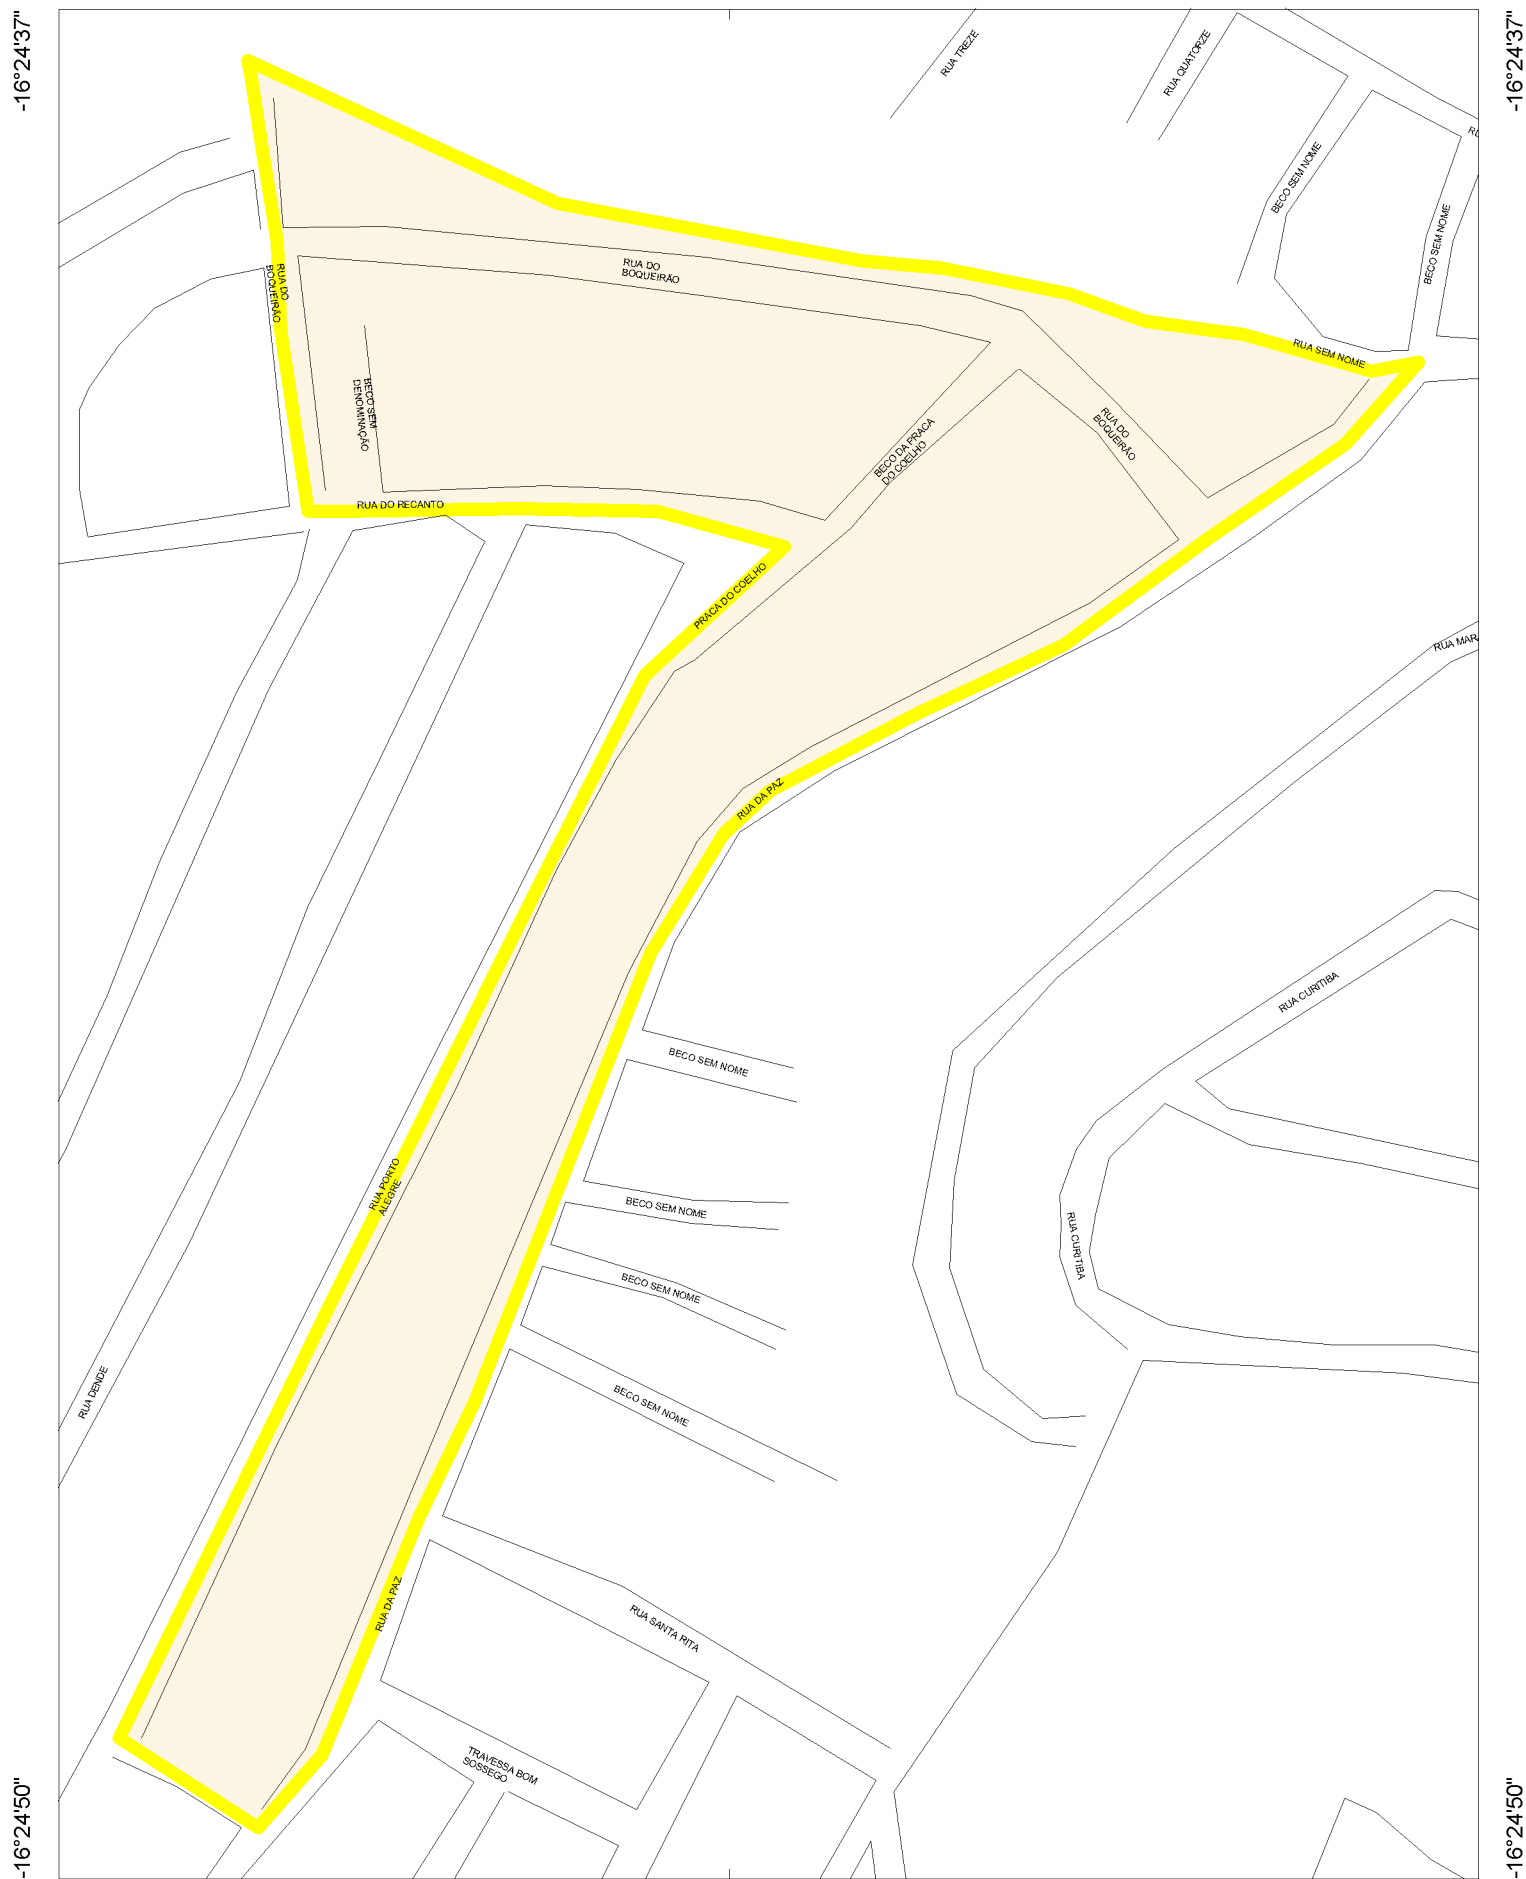 -16°24'37"
-16°24'37"
RUA TREZE
RUA QUATORZE
BECO SEM NOME
BECO SEM NOME
RUA DO
BOQUEIRÃO
RUA DO
BOQUEIRÃO
RUA SEM NOME
BECO SEM
DENOMINAÇÃO
RUA DO
BOQUEIRÃO
BECO DA PRACA
DO COELHO
RUA DO RECANTO
PRACA DO COELHO
RUA MAR
RUA DA PAZ
RUA CURITIBA
BECO SEM NOME
RUA PORTO
ALEGRE
BECO SEM NOME
RUA CURITIBA
BECO SEM NOME
RUA DENDE
BECO SEM NOME
RUA DA PAZ
RUA SANTA RITA
TRAVESSA BOM
SOSSEGO
-16°24'50"
-16°24'50"